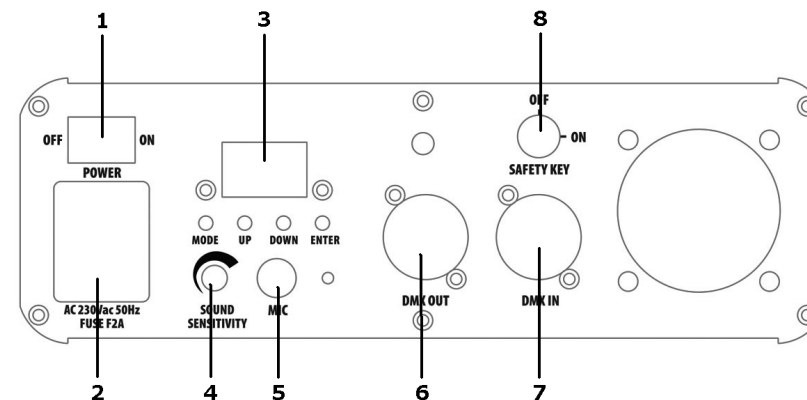 1
3
8
OFF
OFF
ON
ON
POWER
SAFETY KEY
MODE
UP
DOWN
ENTER
AC 230Vac 50Hz
FUSE F2A
SOUND
SENSITIVITY
MIC
DMX OUT
DMX IN
2
4
5
6
7